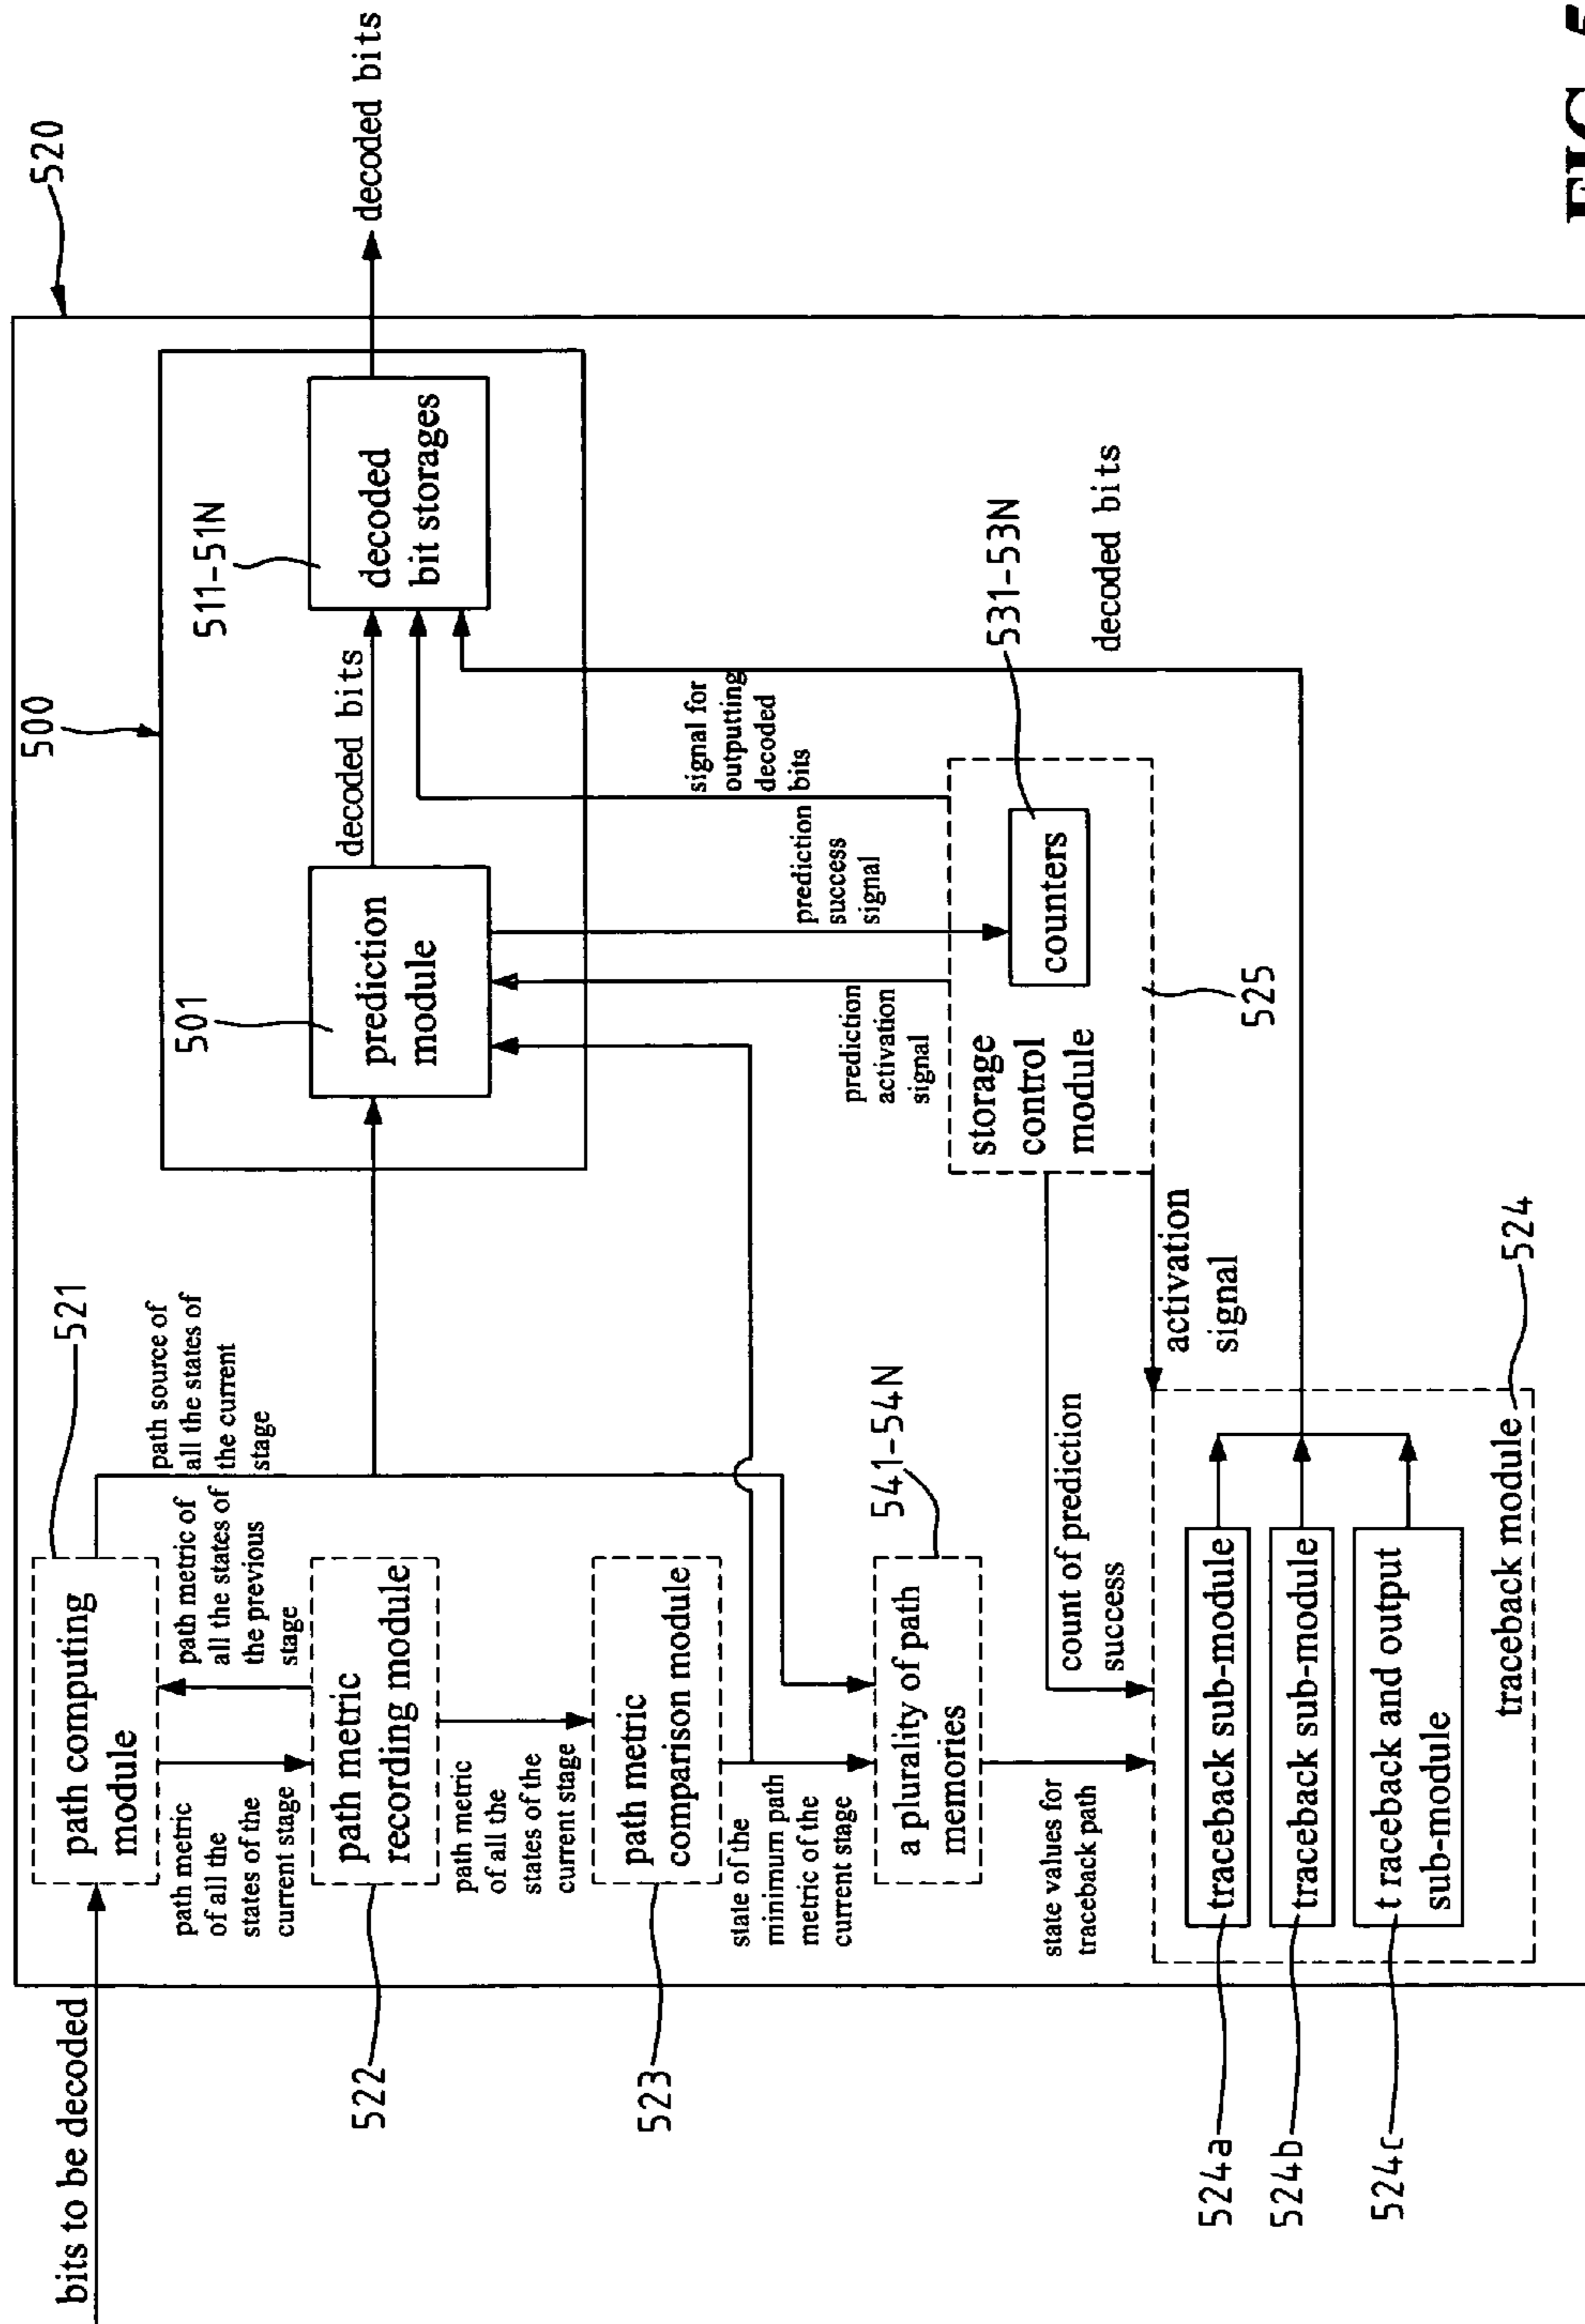 bits to be decoded
520
500
521
path computing
module
path source of
all the states of
the current
stage
path metric
of all the
states of the
current stage
path metric of
all the states of
the previous
stage
522
path metric
recording module
path metric
of all the
states of the
current stage
523
path metric
comparison module
state of the
minimum path
metric of the
current stage
541-54N
a plurality of path
memories
state values for
traceback path
501
prediction
module
decoded bits
511-51N
decoded
bit storages
decoded bits
prediction
activation
signal
prediction
success
signal
signal for
outputting
decoded
bits
storage
control
module
counters
531-53N
525
count of prediction
success
activation
signal
decoded bits
524
traceback module
524a
traceback sub-module
524b
traceback sub-module
524c
t raceback and output
sub-module
FIG. 5